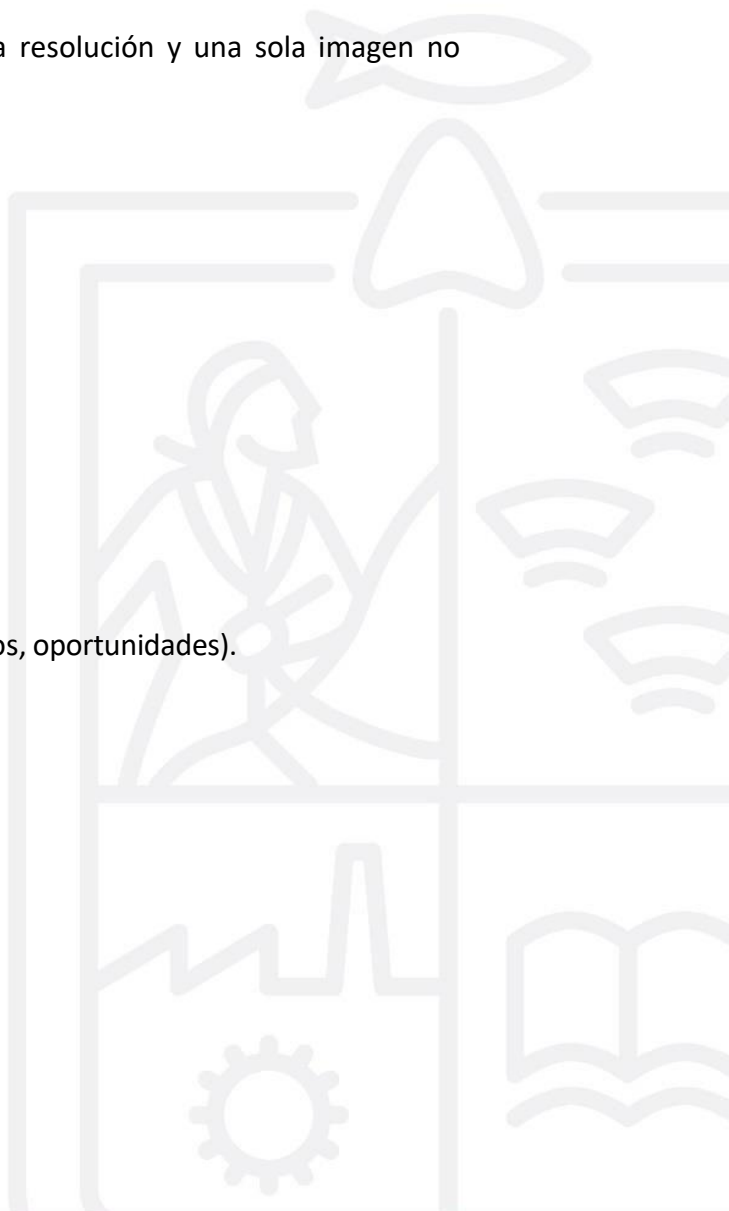 resolución y una sola imagen no
os, oportunidades).